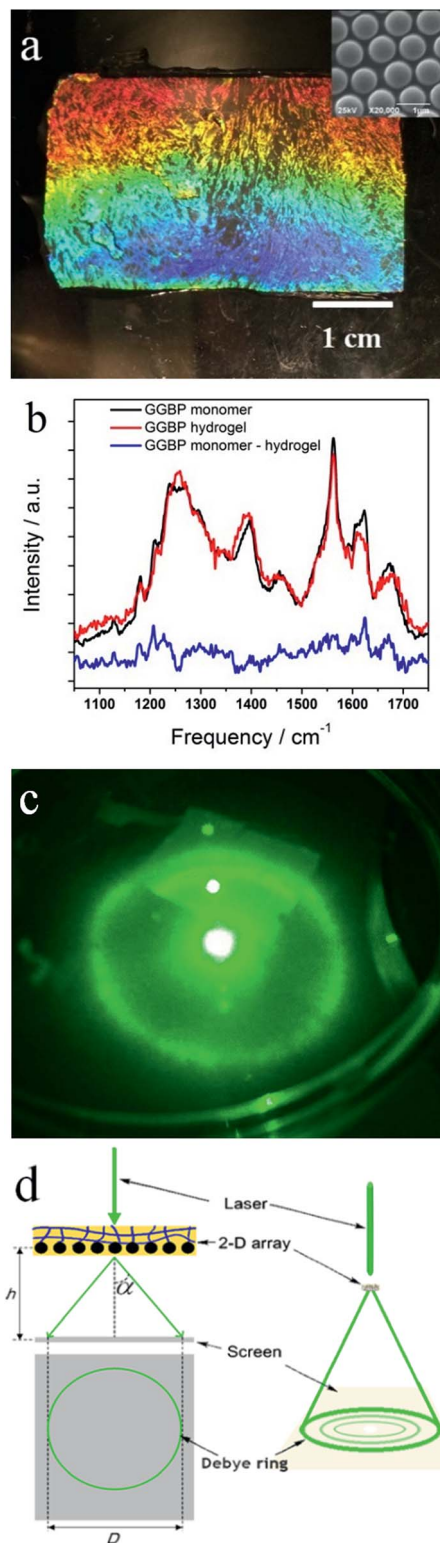 a
25kV X20,000 1µm
1 cm
b
GGBP monomer
GGBP hydrogel
GGBP monomer - hydrogel
Intensity / a.u.
1100 1200 1300 1400 1500 1600 1700
Frequency / cm-1
c
d
Laser
2-D array
h
α
Screen
Debye ring
D